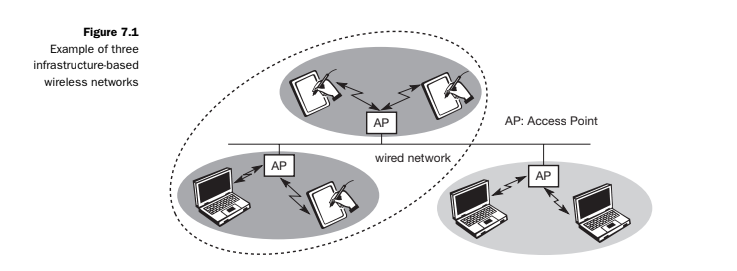 Figure 7.1
Example of three
infrastructure-based
wireless networks
AP
AP: Access Point
wired network
AP
AP